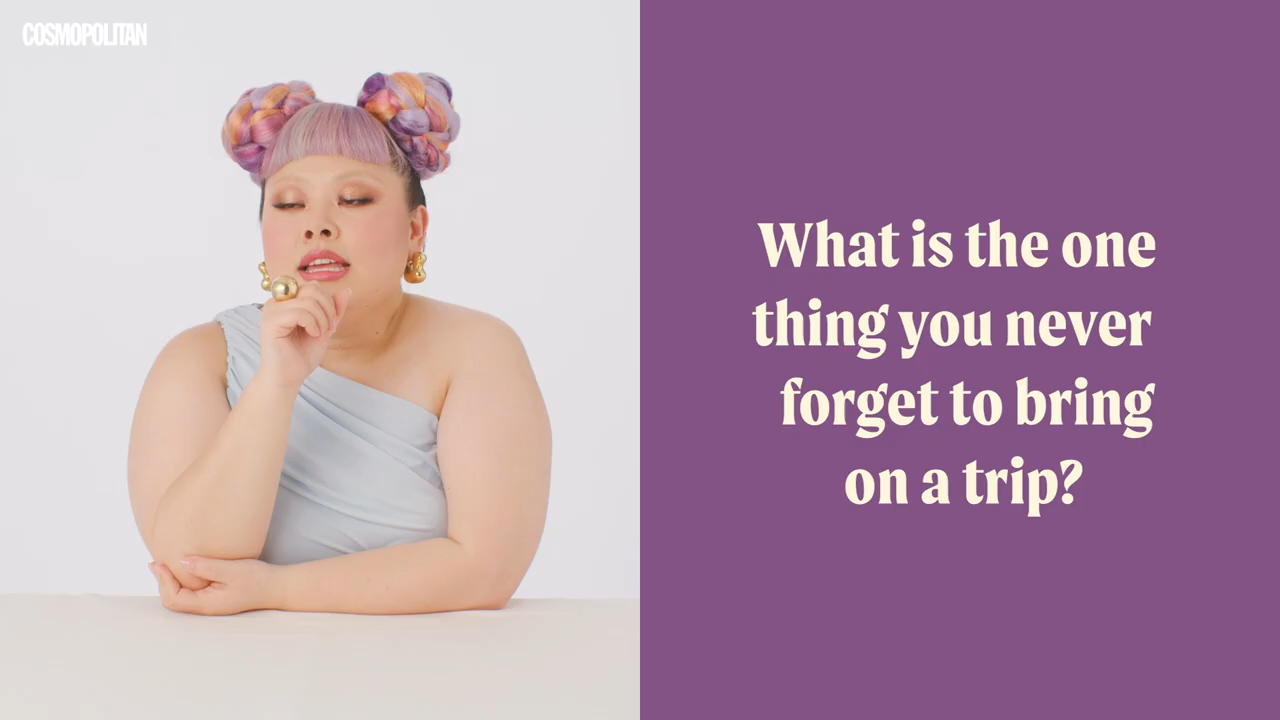 COSMOPOLITAN
What is the one
thing you never
forget to bring
on a trip?